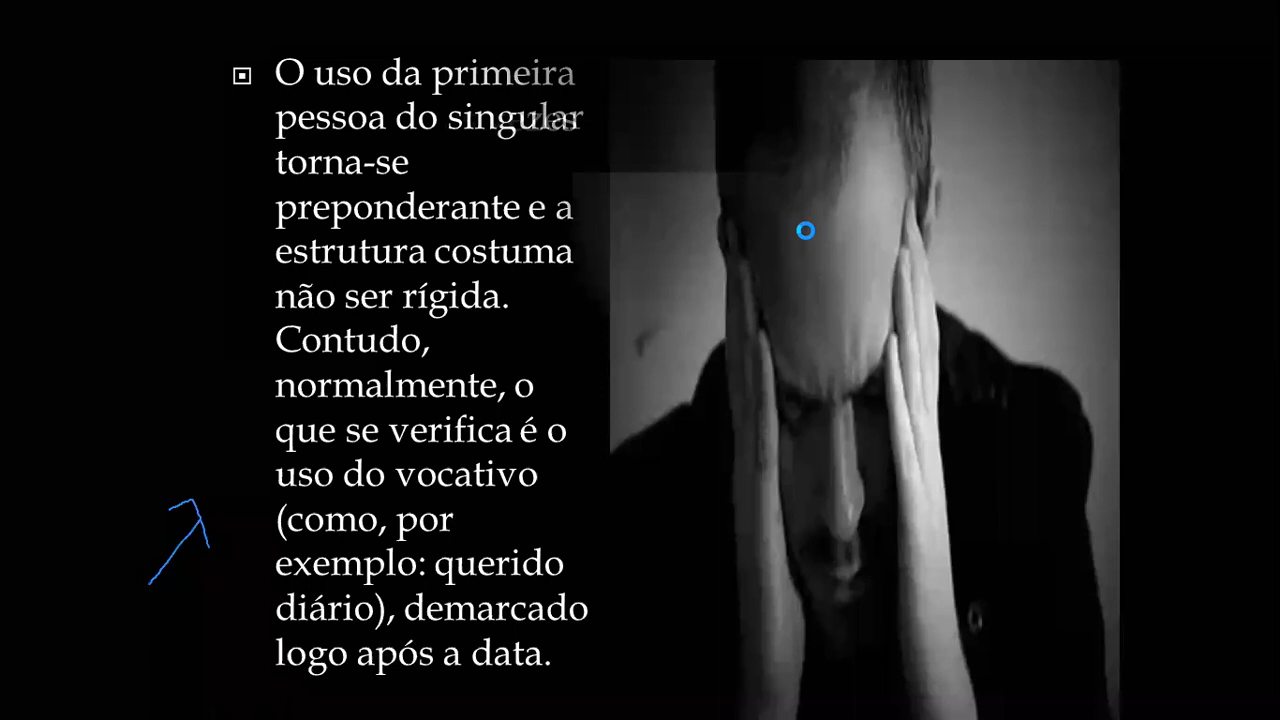 O uso da primeira
pessoa do singular
torna-se
preponderante e a
estrutura costuma
não ser rígida.
Contudo,
normalmente, o
que se verifica é o
uso do vocativo
(como, por
exemplo: querido
diário), demarcado
logo após a data.